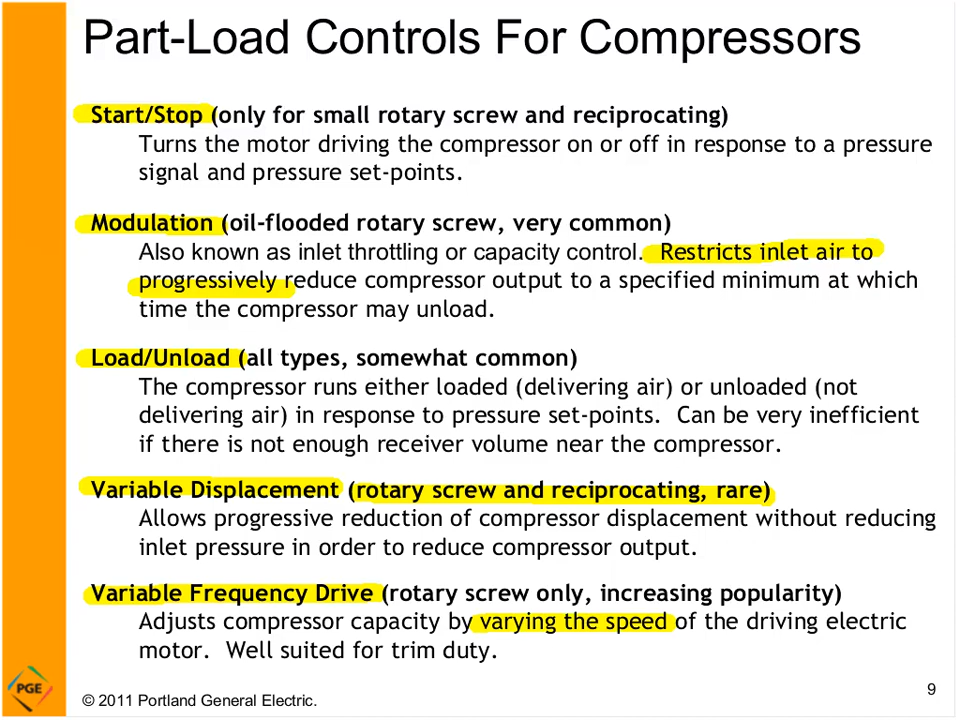 Part-Load Controls For Compressors
Start/Stop (only for small rotary screw and reciprocating)
Turns the motor driving the compressor on or off in response to a pressure
signal and pressure set-points.
Modulation (oil-flooded rotary screw, very common)
Also known as inlet throttling or capacity control.  Restricts inlet air to
progressively reduce compressor output to a specified minimum at which
time the compressor may unload.
Load/Unload (all types, somewhat common)
The compressor runs either loaded (delivering air) or unloaded (not
delivering air) in response to pressure set-points.  Can be very inefficient
if there is not enough receiver volume near the compressor.
Variable Displacement (rotary screw and reciprocating, rare)
Allows progressive reduction of compressor displacement without reducing
inlet pressure in order to reduce compressor output.
Variable Frequency Drive (rotary screw only, increasing popularity)
Adjusts compressor capacity by varying the speed of the driving electric
motor.  Well suited for trim duty.
PGE
© 2011 Portland General Electric.
9